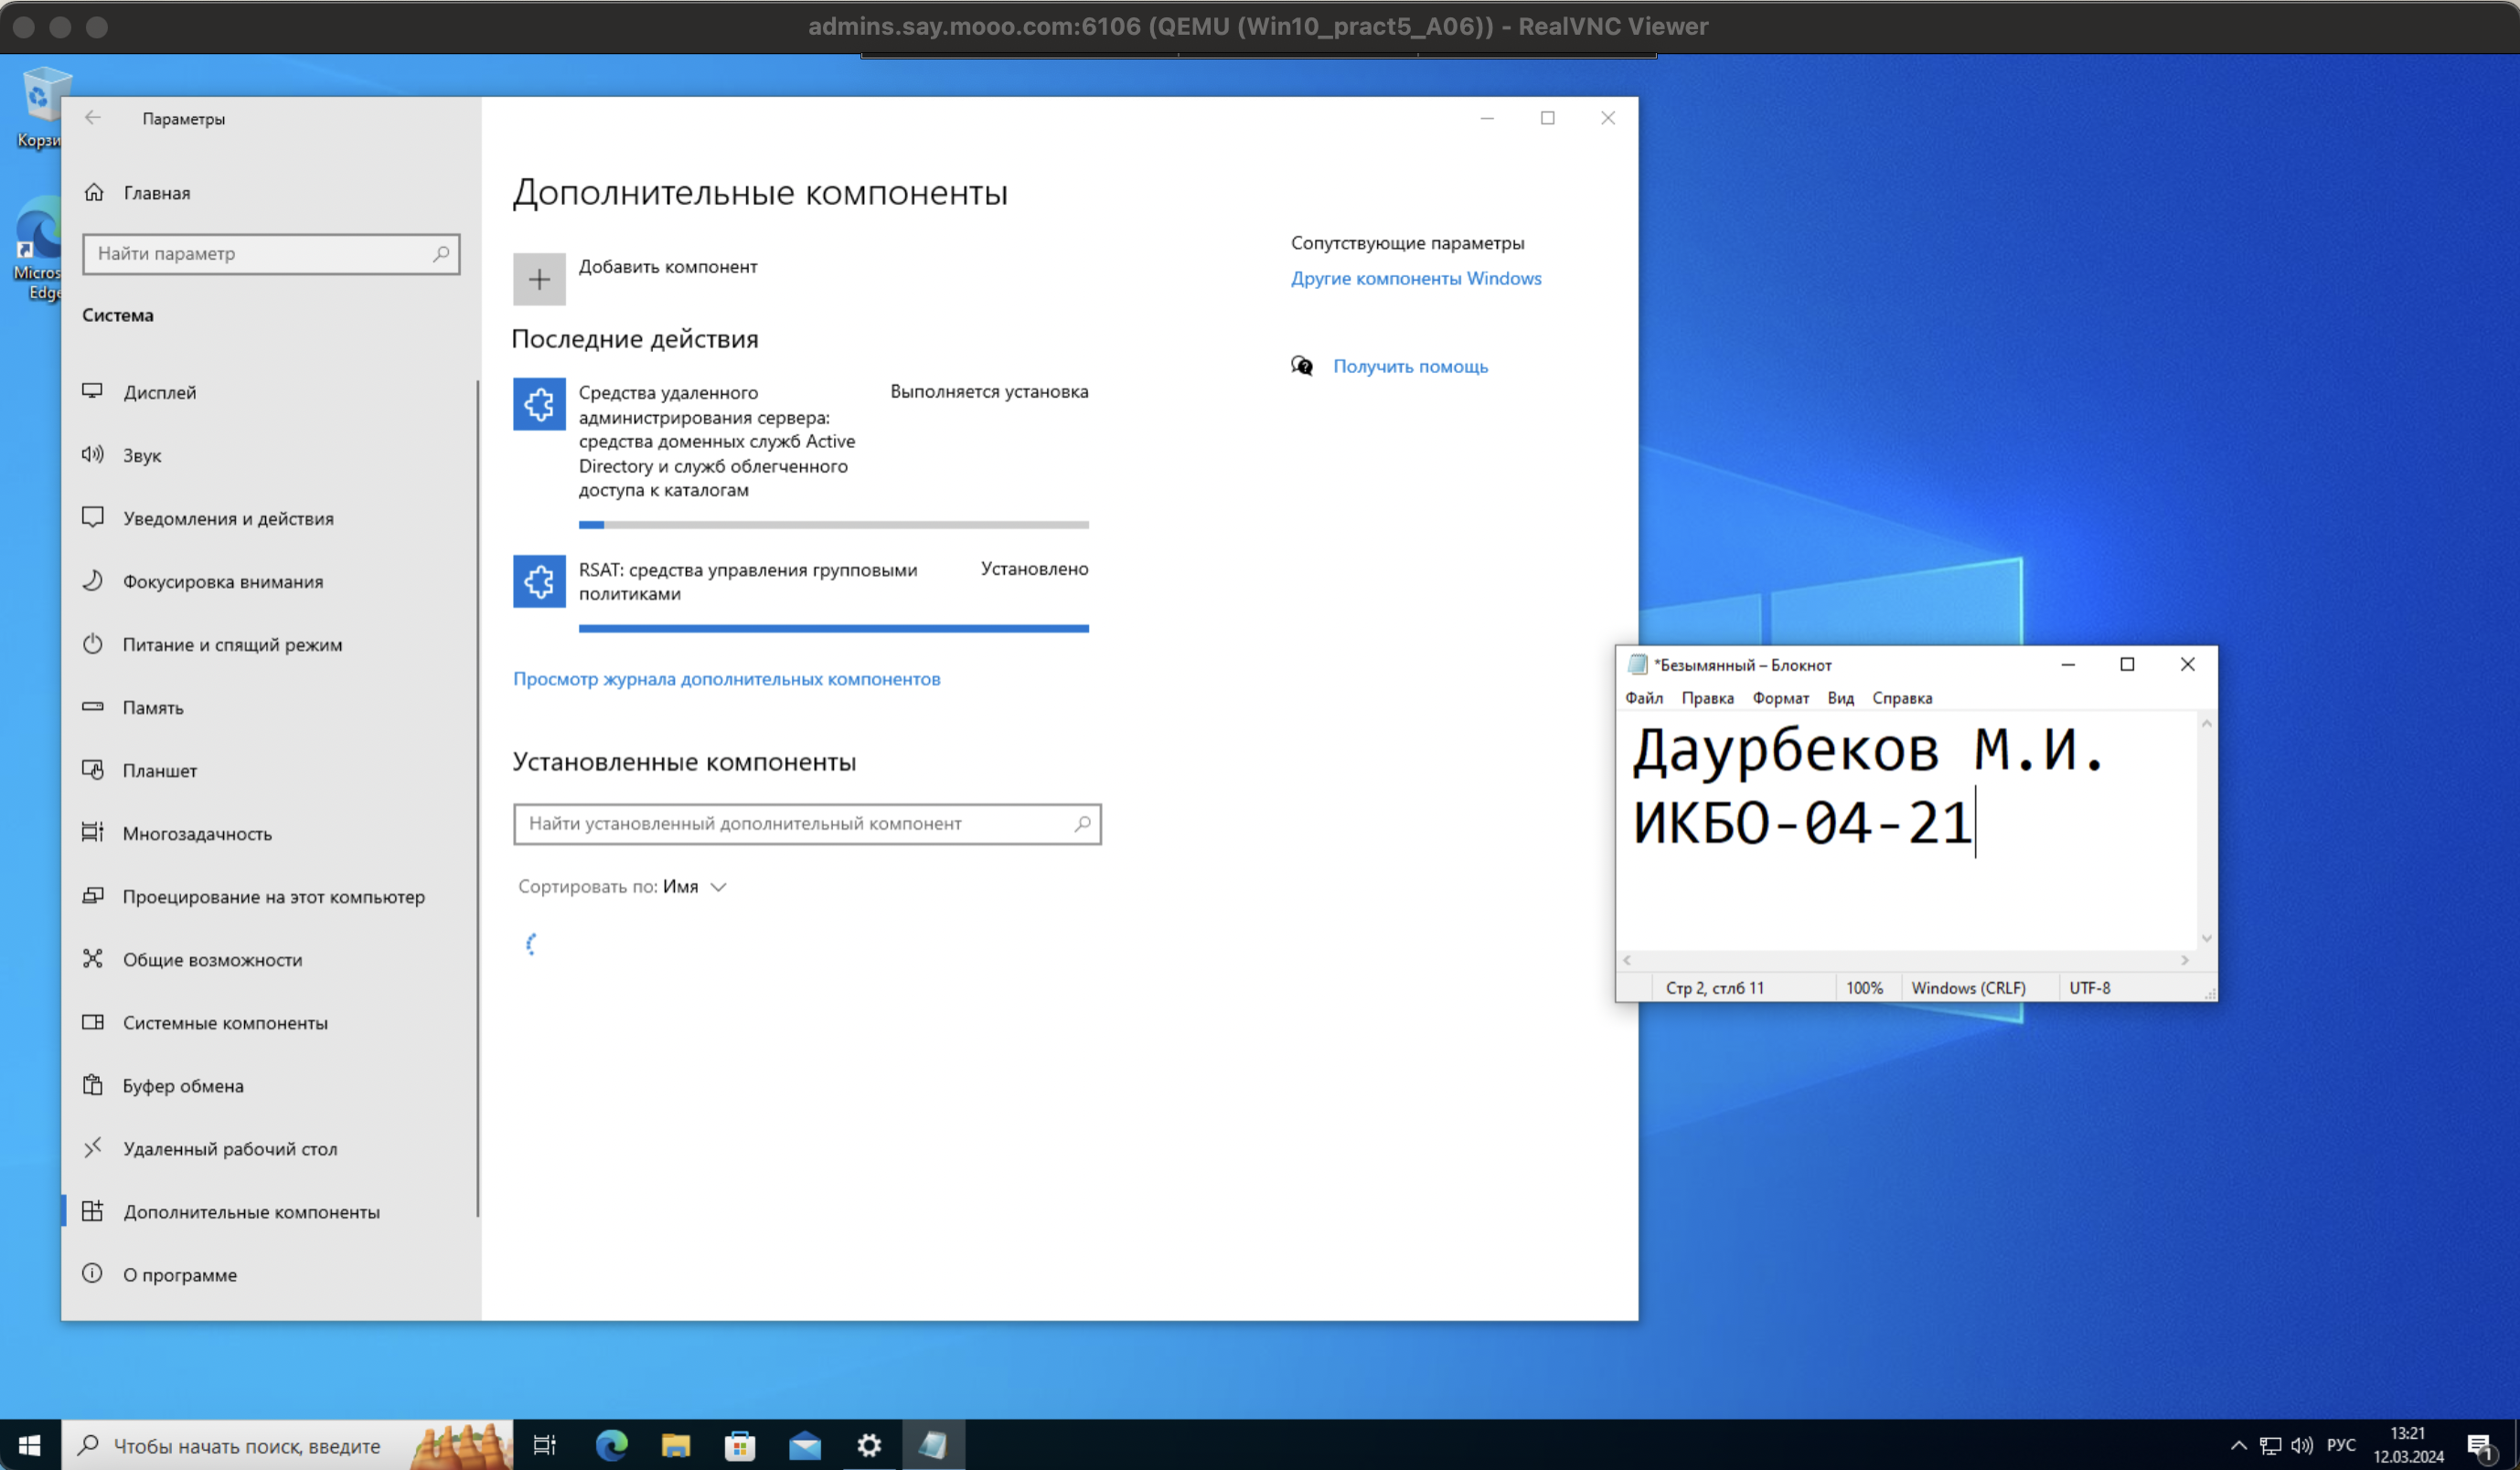 admins.say.mooo.com:6106 (QEMU (Win10_pract5_A06)) - RealVNC Viewer
Параметры
Главная
Найти параметр
Система
Дисплей
Звук
Уведомления и действия
Фокусировка внимания
Питание и спящий режим
Память
Планшет
Многозадачность
Проецирование на этот компьютер
Общие возможности
Системные компоненты
Буфер обмена
Удаленный рабочий стол
Дополнительные компоненты
О программе
Дополнительные компоненты
Добавить компонент
Последние действия
Средства удаленного
администрирования сервера:
средства доменных служб Active
Directory и служб облегченного
доступа к каталогам
Выполняется установка
RSAT: средства управления групповыми
политиками
Установлено
Просмотр журнала дополнительных компонентов
Установленные компоненты
Найти установленный дополнительный компонент
Сортировать по: Имя
Сопутствующие параметры
Другие компоненты Windows
Получить помощь
*Безымянный – Блокнот
Файл Правка Формат Вид Справка
Даурбеков М.И.
ИКБО-04-21
Стр 2, стлб 11
100%
Windows (CRLF)
UTF-8
Чтобы начать поиск, введите
РУС
13:21
12.03.2024
1